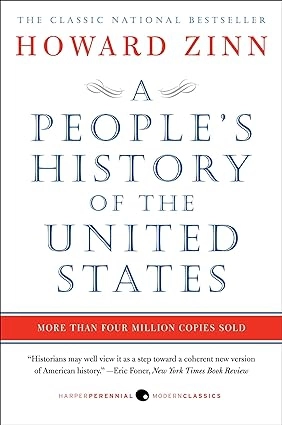 THE CLASSIC NATIONAL BESTSELLER
HOWARD ZINN
A
PEOPLE'S
HISTORY
OF THE
UNITED
STATES
MORE THAN FOUR MILLION COPIES SOLD
“Historians may well view it as a step toward a coherent new version
of American history.”—Eric Foner, New York Times Book Review
HARPERPERENNIAL MODERNCLASSICS